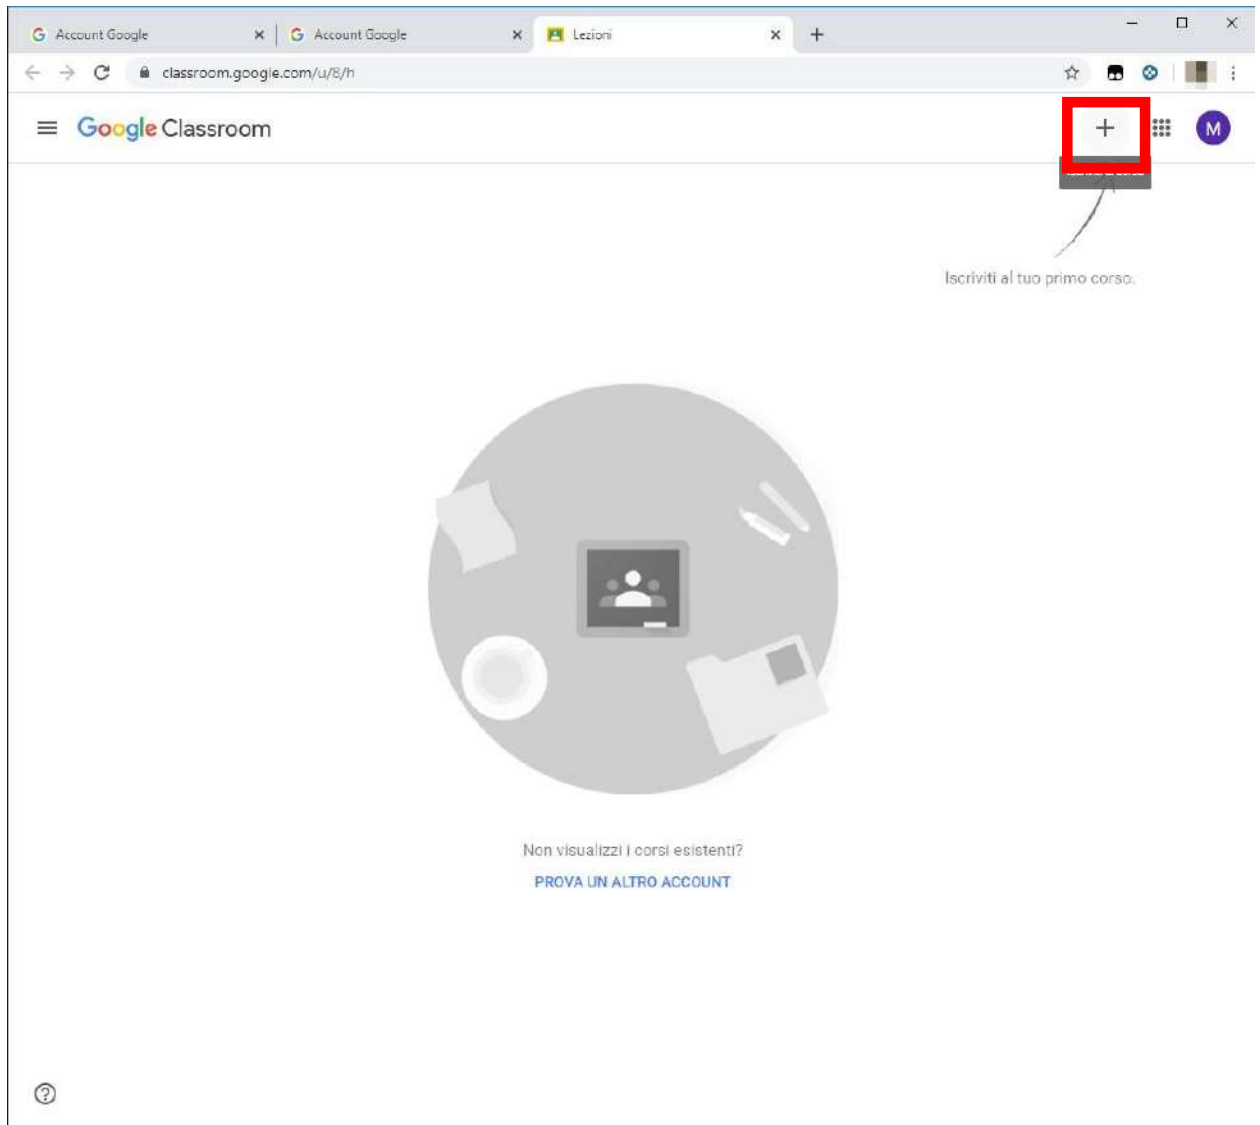 Account Google
Account Google
Lezioni
classroom.google.com/u/8/h
Google Classroom
M
Iscriviti al tuo primo corso.
Non visualizzi i corsi esistenti?
PROVA UN ALTRO ACCOUNT